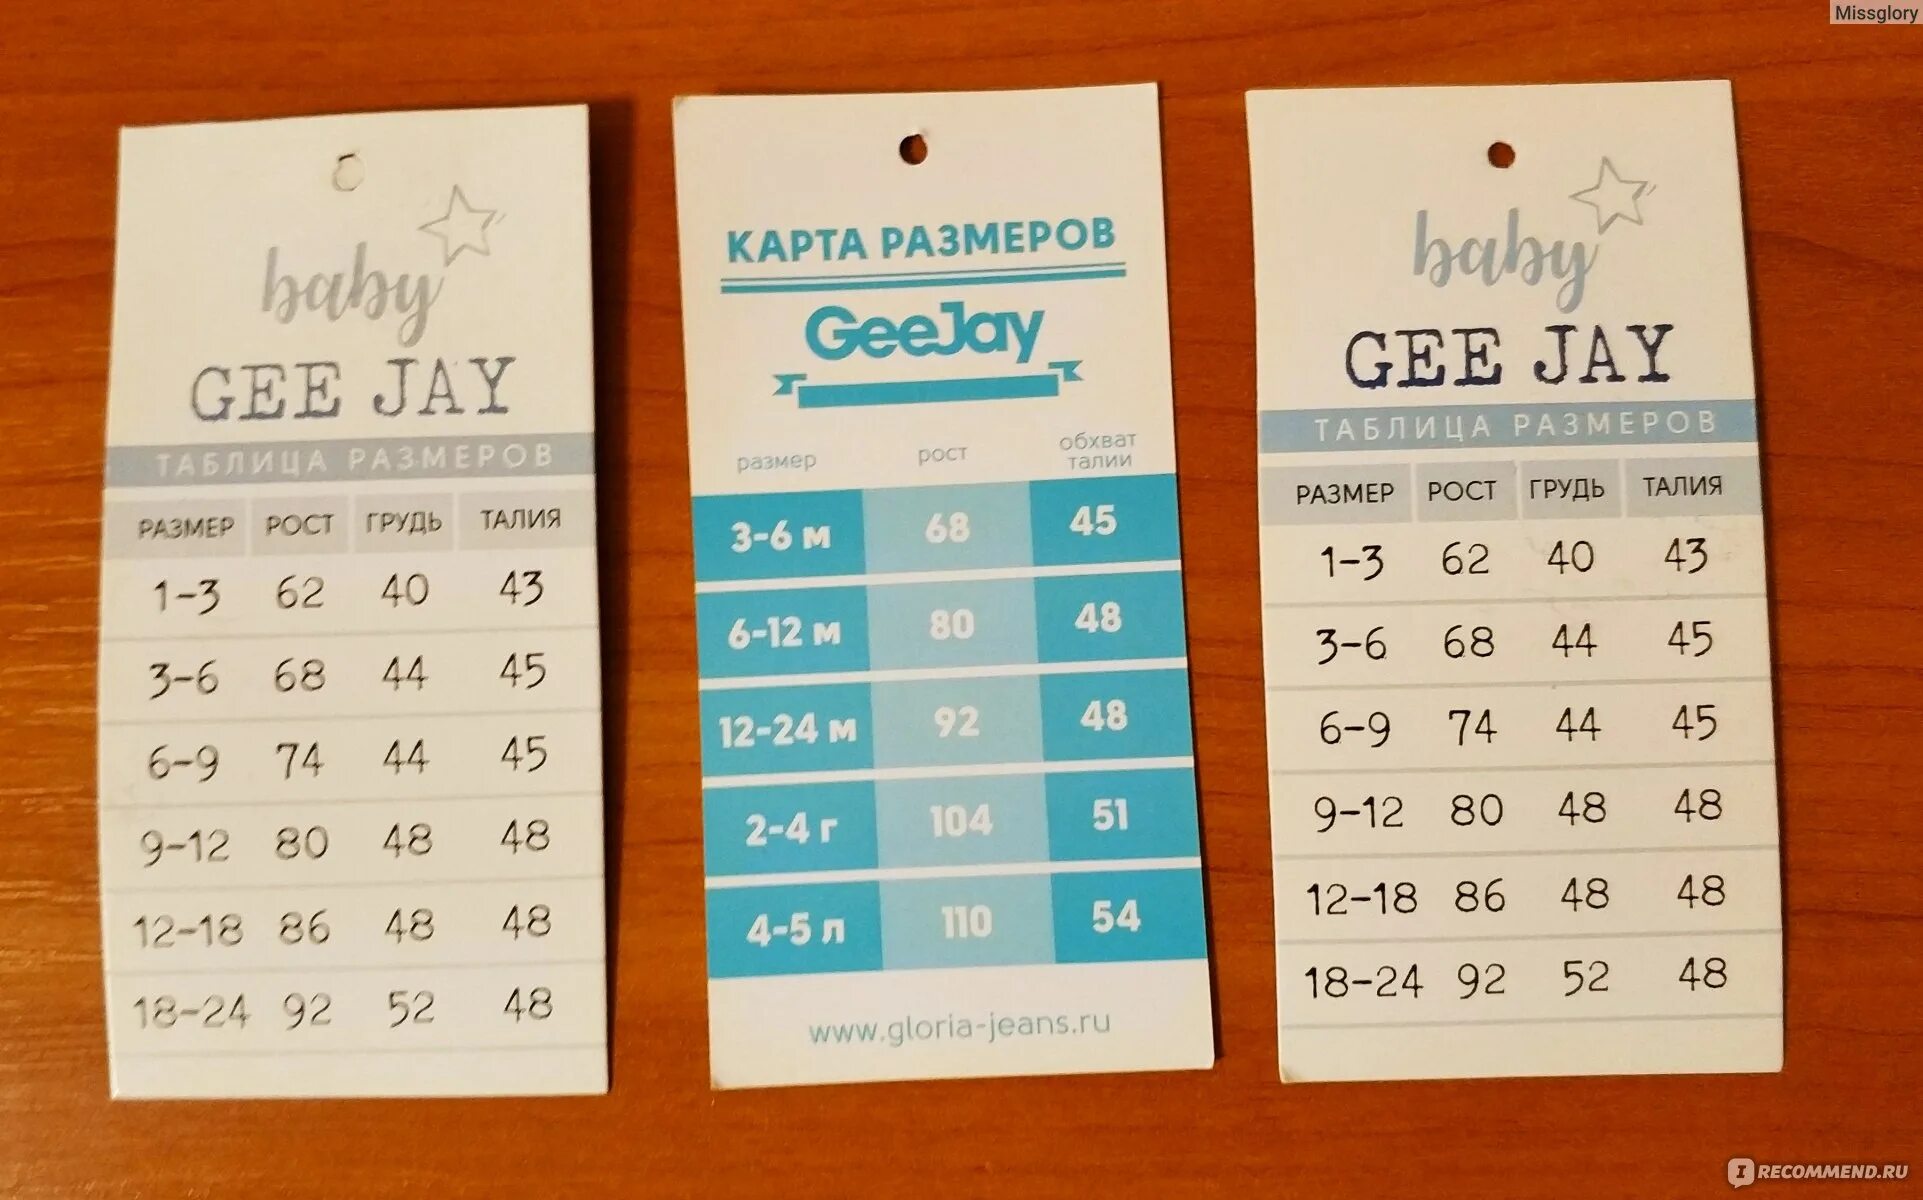 Missglory
baby
GEE JAY
ТАБЛИЦА РАЗМЕРОВ
РАЗМЕР РОСТ ГРУДЬ ТАЛИЯ
1-3 62 40 43
3-6 68 44 45
6-9 74 44 45
9-12 80 48 48
12-18 86 48 48
18-24 92 52 48
КАРТА РАЗМЕРОВ
GeeJay
размер рост обхват
талии
3-6 м 68 45
6-12 м 80 48
12-24 м 92 48
2-4 г 104 51
4-5 л 110 54
www.gloria-jeans.ru
baby
GEE JAY
ТАБЛИЦА РАЗМЕРОВ
РАЗМЕР РОСТ ГРУДЬ ТАЛИЯ
1-3 62 40 43
3-6 68 44 45
6-9 74 44 45
9-12 80 48 48
12-18 86 48 48
18-24 92 52 48
IRECOMMEND.RU